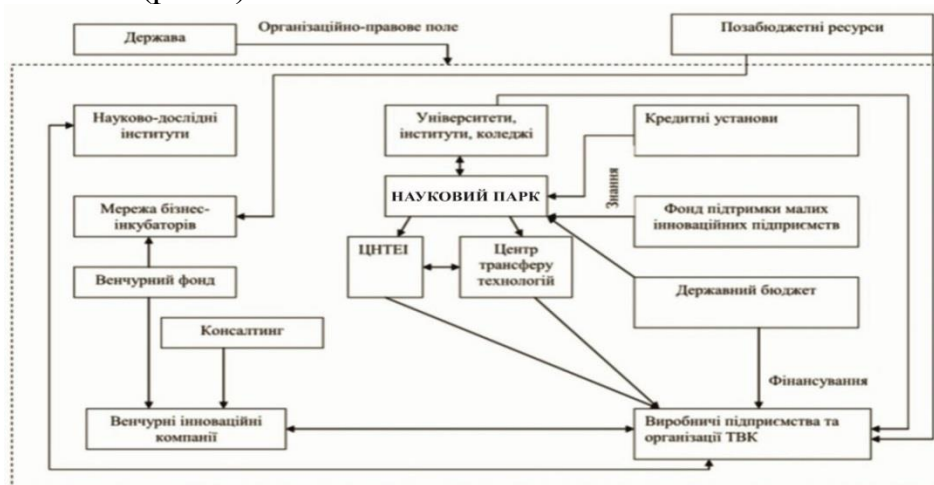 Держава
Організаційно-правове поле
Позабюджетні ресурси
Науково-дослідні
інститути
Університети,
інститути, коледжі
Кредитні установи
Знання
Мережа бізнес-
інкубаторів
НАУКОВИЙ ПАРК
Фонд підтримки малих
інноваційних підприємств
ЦНТЕІ
Центр
трансферу
технологій
Венчурний фонд
Державний бюджет
Консалтинг
Фінансування
Венчурні інноваційні
компанії
Виробничі підприємства та
організації ТВК